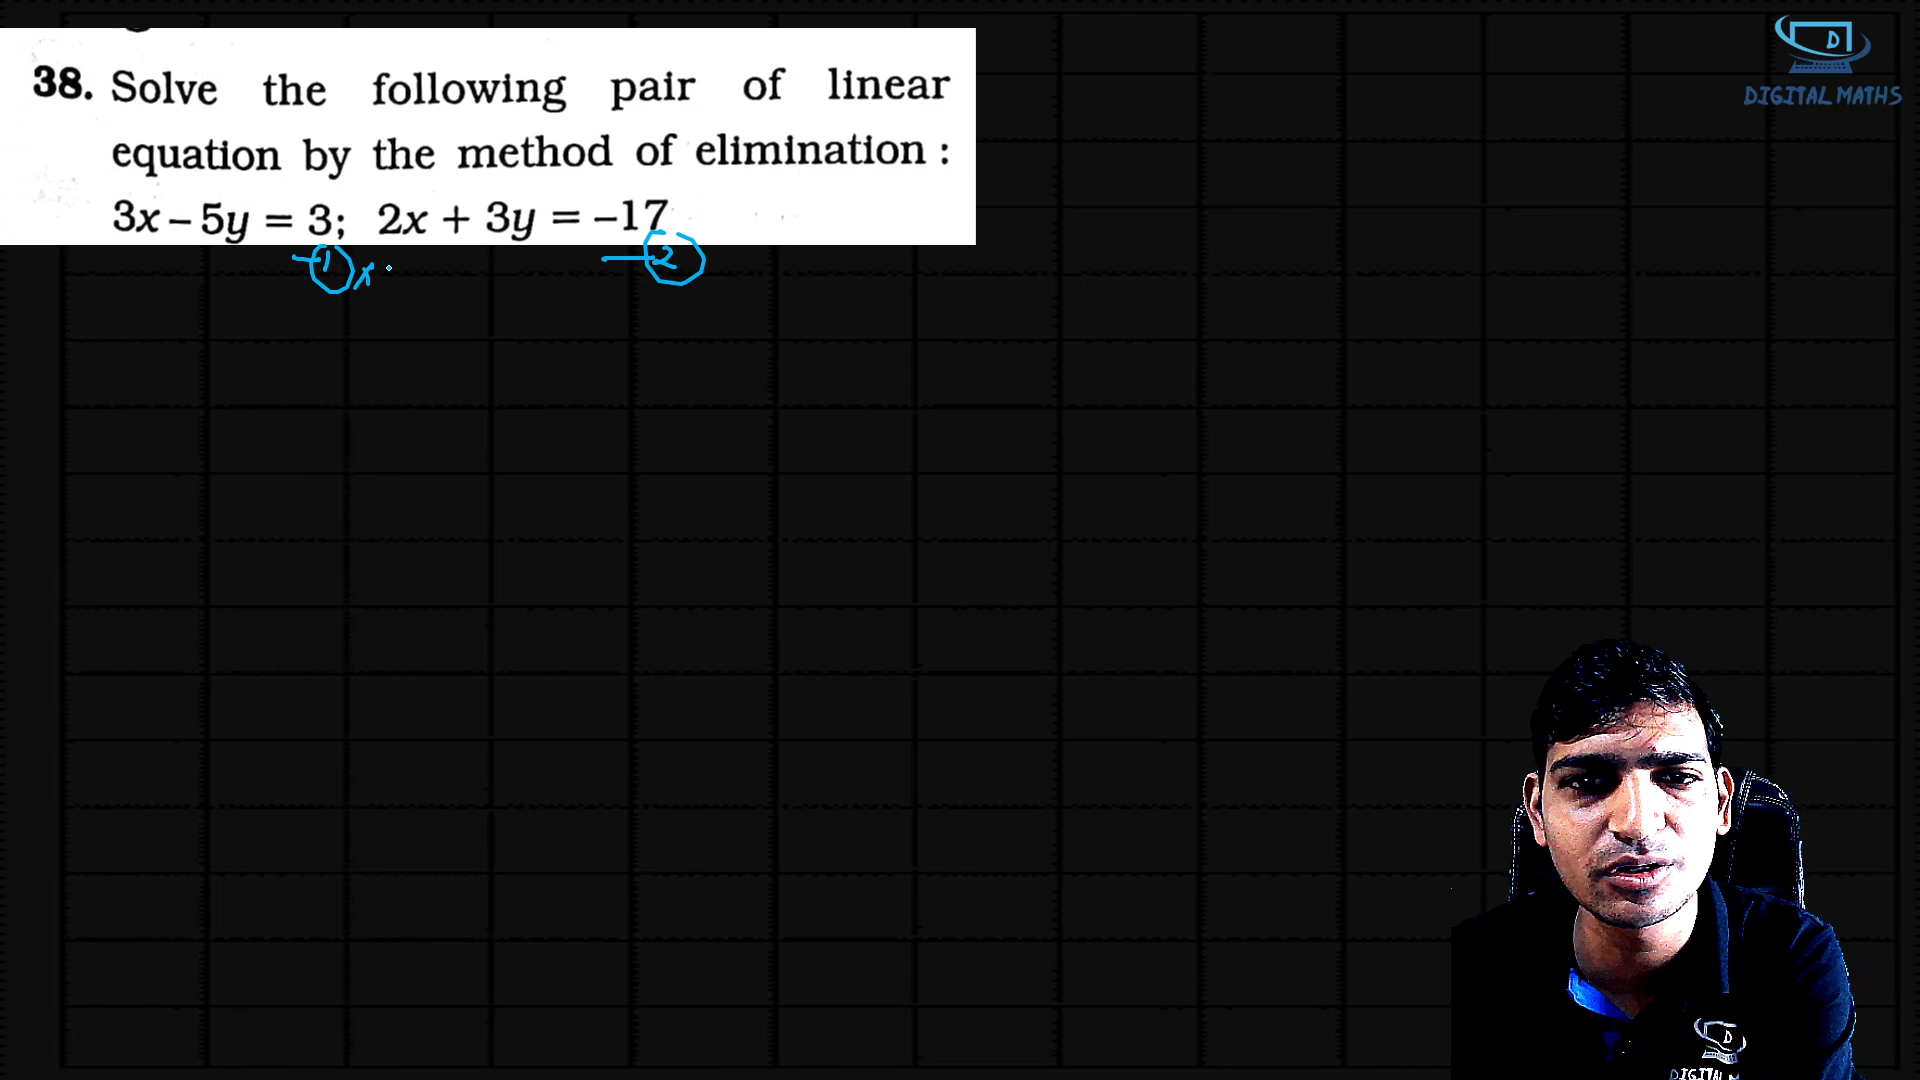 38. Solve the following pair of linear
equation by the method of elimination :
3x – 5y = 3; 2x + 3y = –17
—① x
—②
D
DIGITAL MATHS
D
DIGITAL M